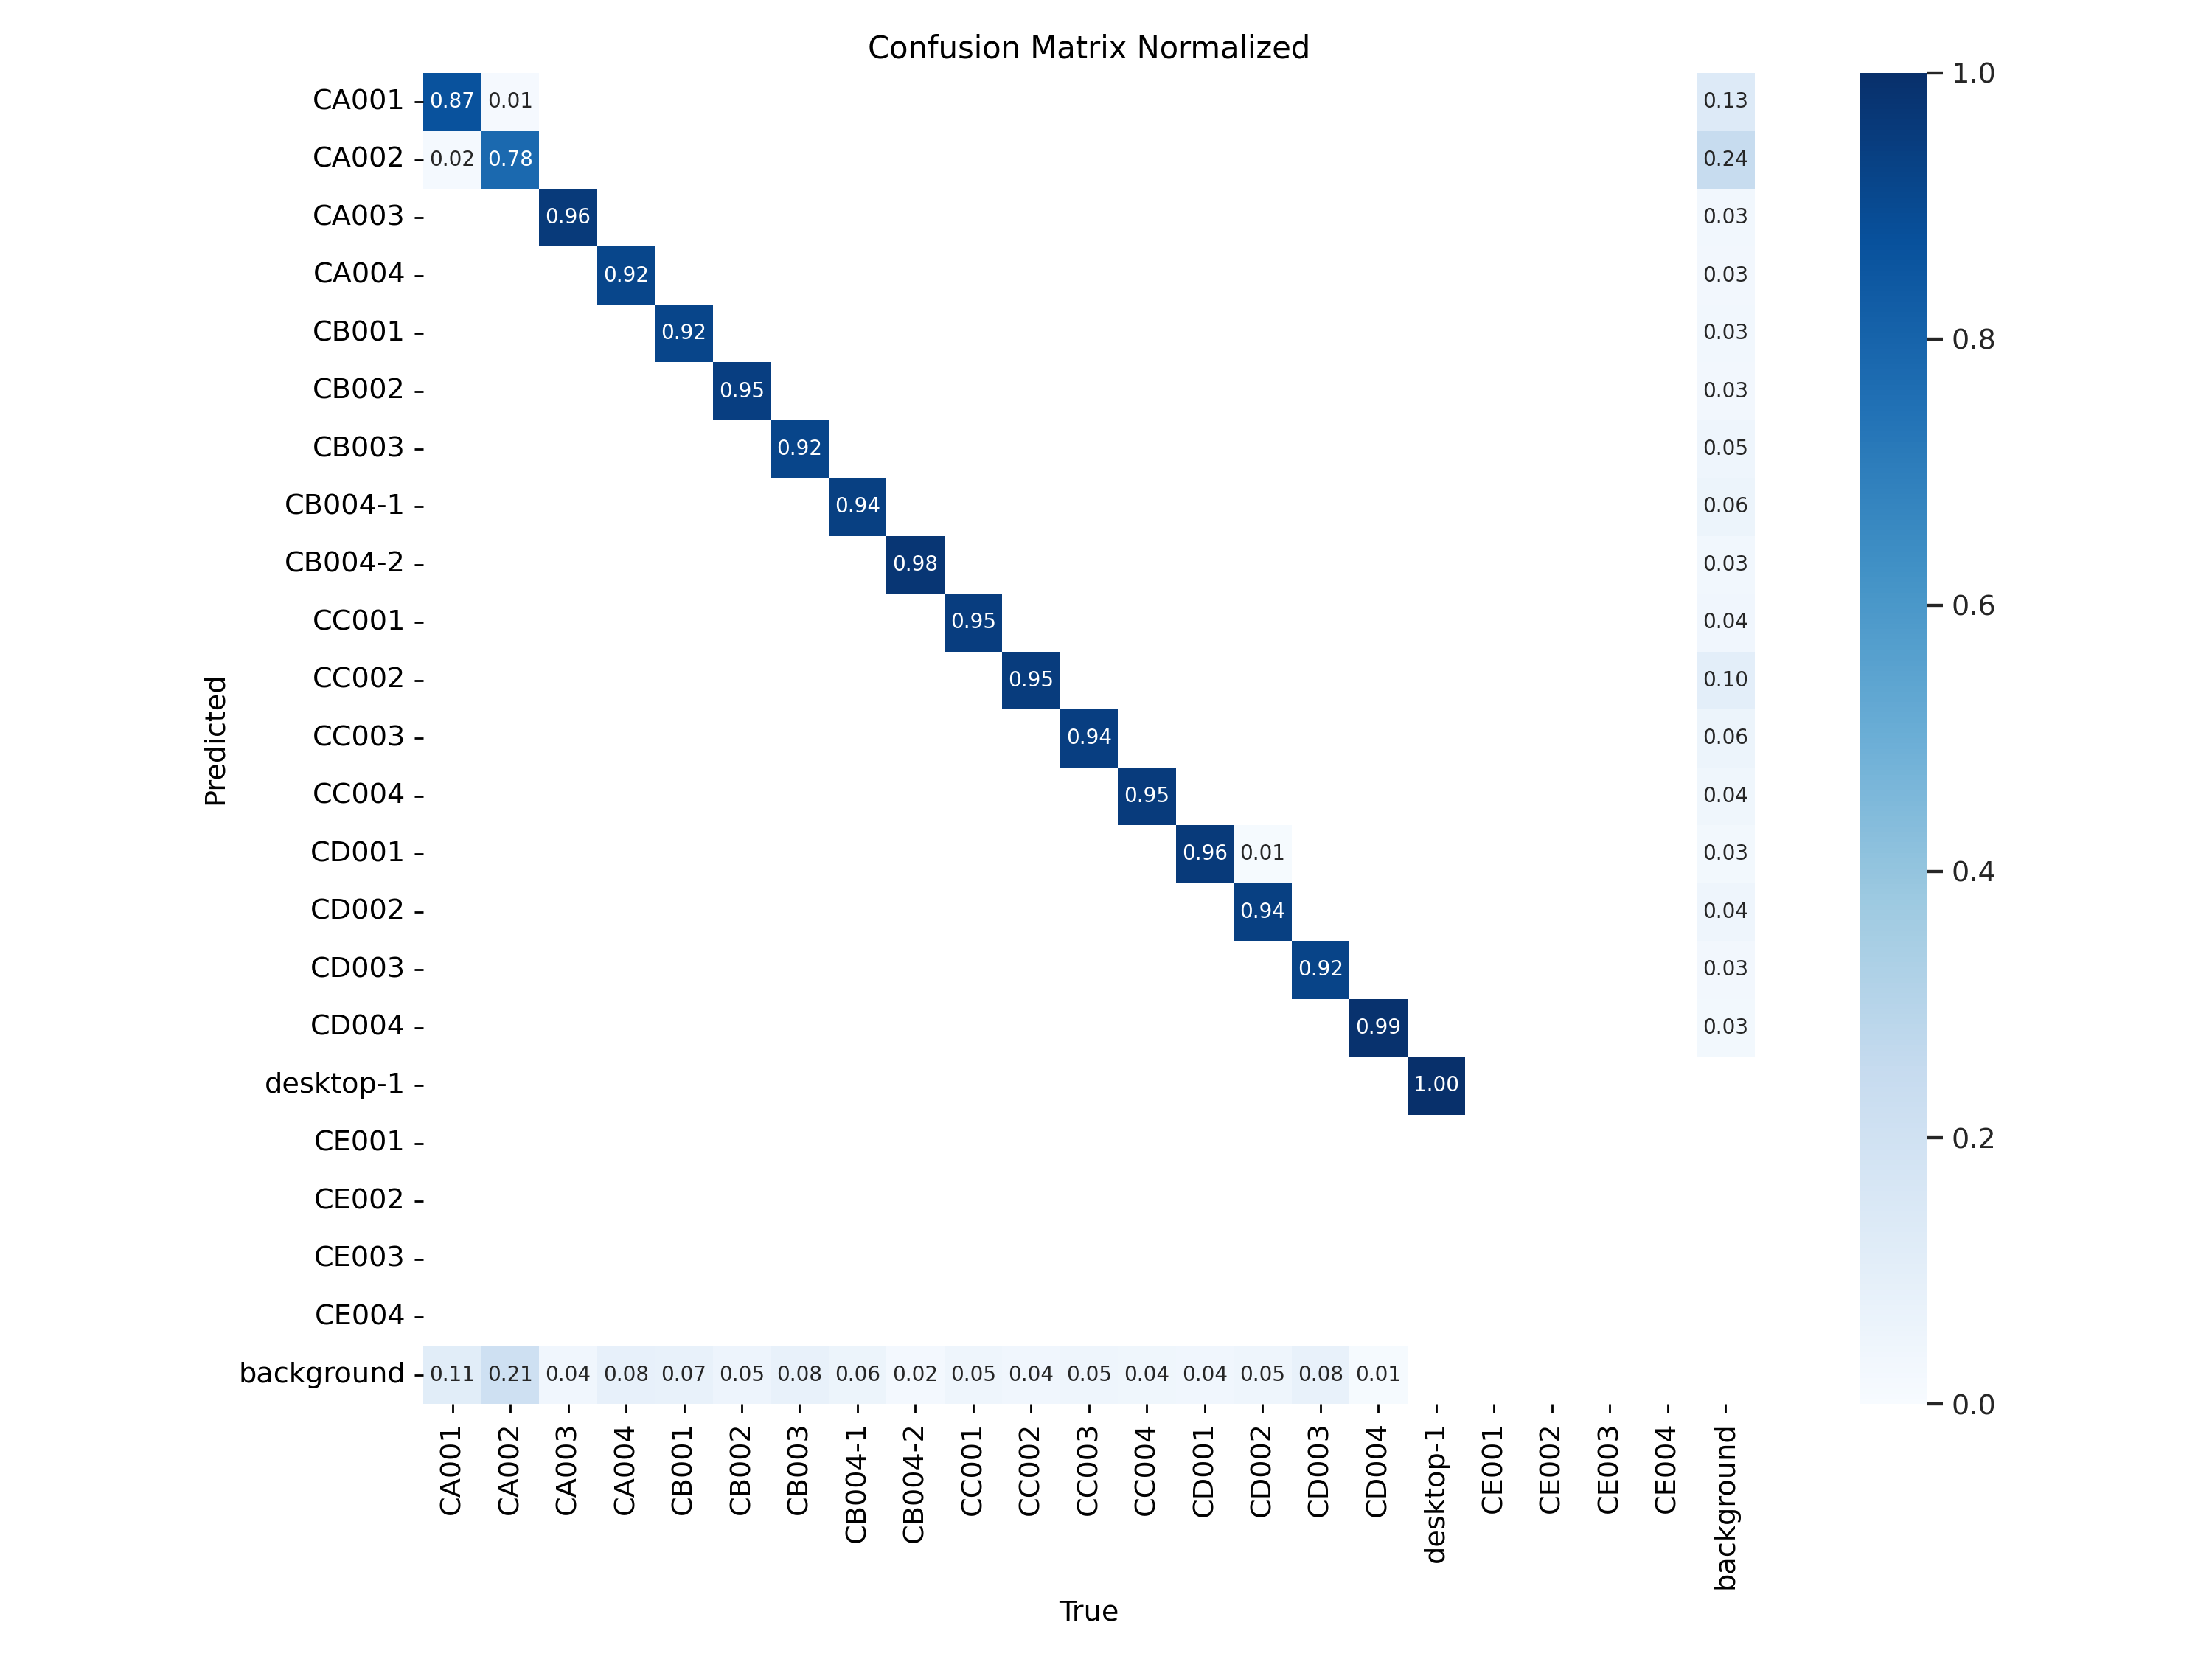 Confusion Matrix Normalized
CA001 0.87 0.01 0.13 1.0
CA002 0.02 0.78 0.24
CA003 0.96 0.03
CA004 0.92 0.03
CB001 0.92 0.03 0.8
CB002 0.95 0.03
CB003 0.92 0.05
CB004-1 0.94 0.06
CB004-2 0.98 0.03
CC001 0.95 0.04 0.6
CC002 0.95 0.10
CC003 0.94 0.06
CC004 0.95 0.04
CD001 0.96 0.01 0.03 0.4
CD002 0.94 0.04
CD003 0.92 0.03
CD004 0.99 0.03
desktop-1 1.00
CE001 0.2
CE002
CE003
CE004
background 0.11 0.21 0.04 0.08 0.07 0.05 0.08 0.06 0.02 0.05 0.04 0.05 0.04 0.04 0.05 0.08 0.01 0.0
CA001 CA002 CA003 CA004 CB001 CB002 CB003 CB004-1 CB004-2 CC001 CC002 CC003 CC004 CD001 CD002 CD003 CD004 desktop-1 CE001 CE002 CE003 CE004 background
Predicted
True